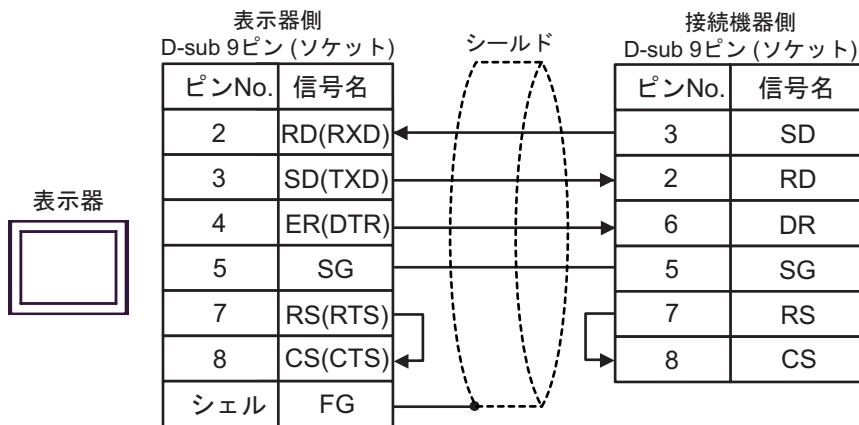 表示器側
D-sub 9ピン (ソケット)
シールド
接続機器側
D-sub 9ピン (ソケット)
表示器
ピンNo. 信号名
2 RD(RXD)
3 SD(TXD)
4 ER(DTR)
5 SG
7 RS(RTS)
8 CS(CTS)
シェル FG
ピンNo. 信号名
3 SD
2 RD
6 DR
5 SG
7 RS
8 CS